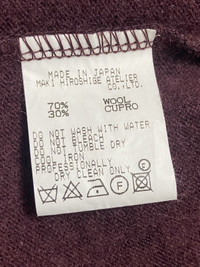 MADE IN JAPAN
MAKI HIROSHIGE ATELIER
CO.,LTD.
70% WOOL
30% CUPRO
DO NOT WASH WITH WATER
DO NOT BLEACH
DO NOT TUMBLE DRY
IRON
PROFESSIONALLY
DRY CLEAN ONLY
F